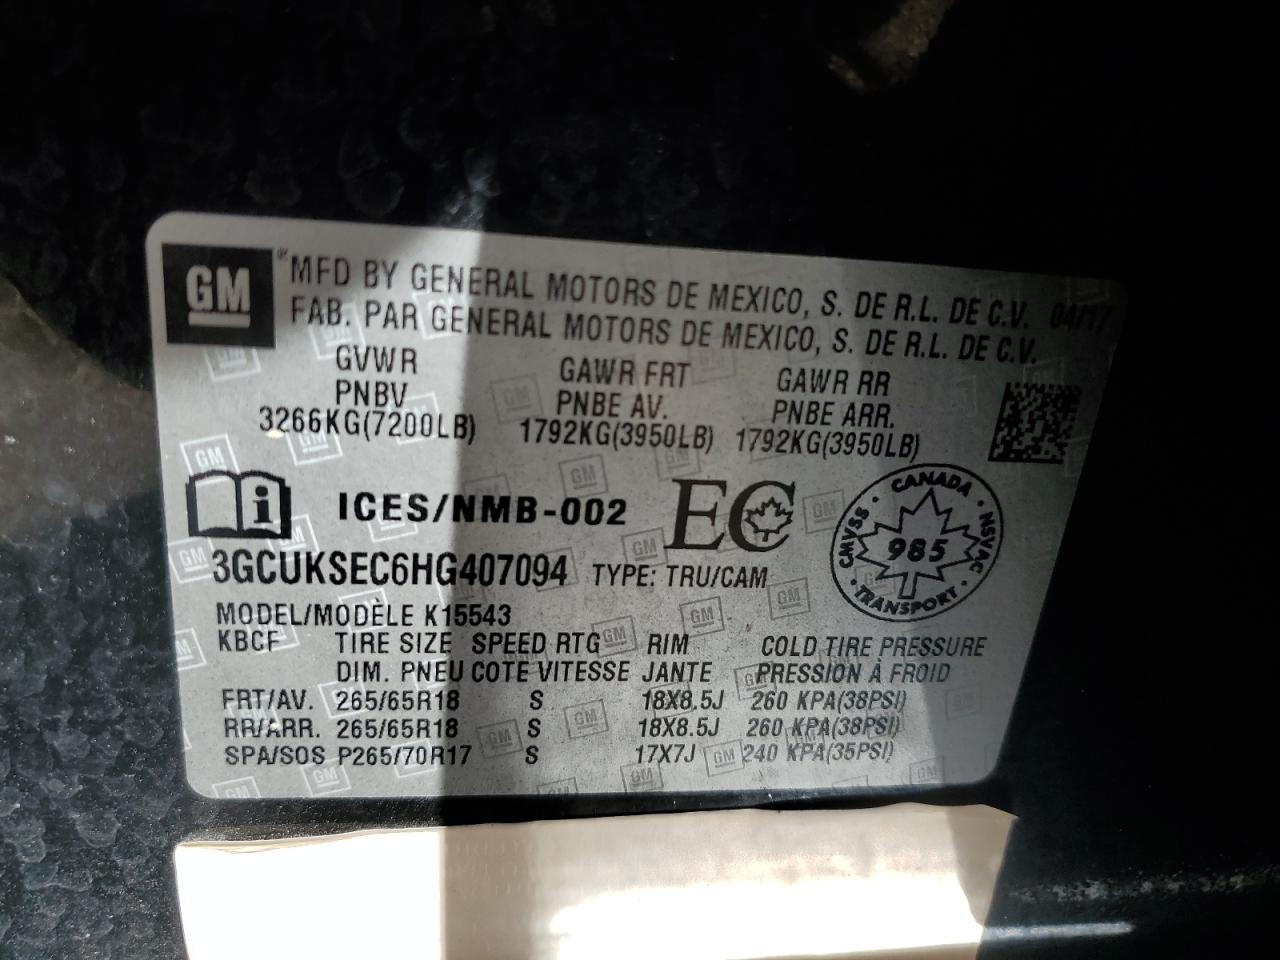 GM ® MFD BY GENERAL MOTORS DE MEXICO, S. DE R.L. DE C.V. 04/17
FAB. PAR GENERAL MOTORS DE MEXICO, S. DE R.L. DE C.V.
GVWR GAWR FRT GAWR RR
PNBV PNBE AV. PNBE ARR.
3266KG(7200LB) 1792KG(3950LB) 1792KG(3950LB)
ICES/NMB-002 EC
CANADA
CMVSS 985 NSVAC
TRANSPORT
3GCUKSEC6HG407094 TYPE: TRU/CAM
MODEL/MODÈLE K15543
KBCF TIRE SIZE SPEED RTG RIM COLD TIRE PRESSURE
DIM. PNEU COTE VITESSE JANTE PRESSION À FROID
FRT/AV. 265/65R18 S 18X8.5J 260 KPA(38PSI)
RR/ARR. 265/65R18 S 18X8.5J 260 KPA(38PSI)
SPA/SOS P265/70R17 S 17X7J 240 KPA(35PSI)